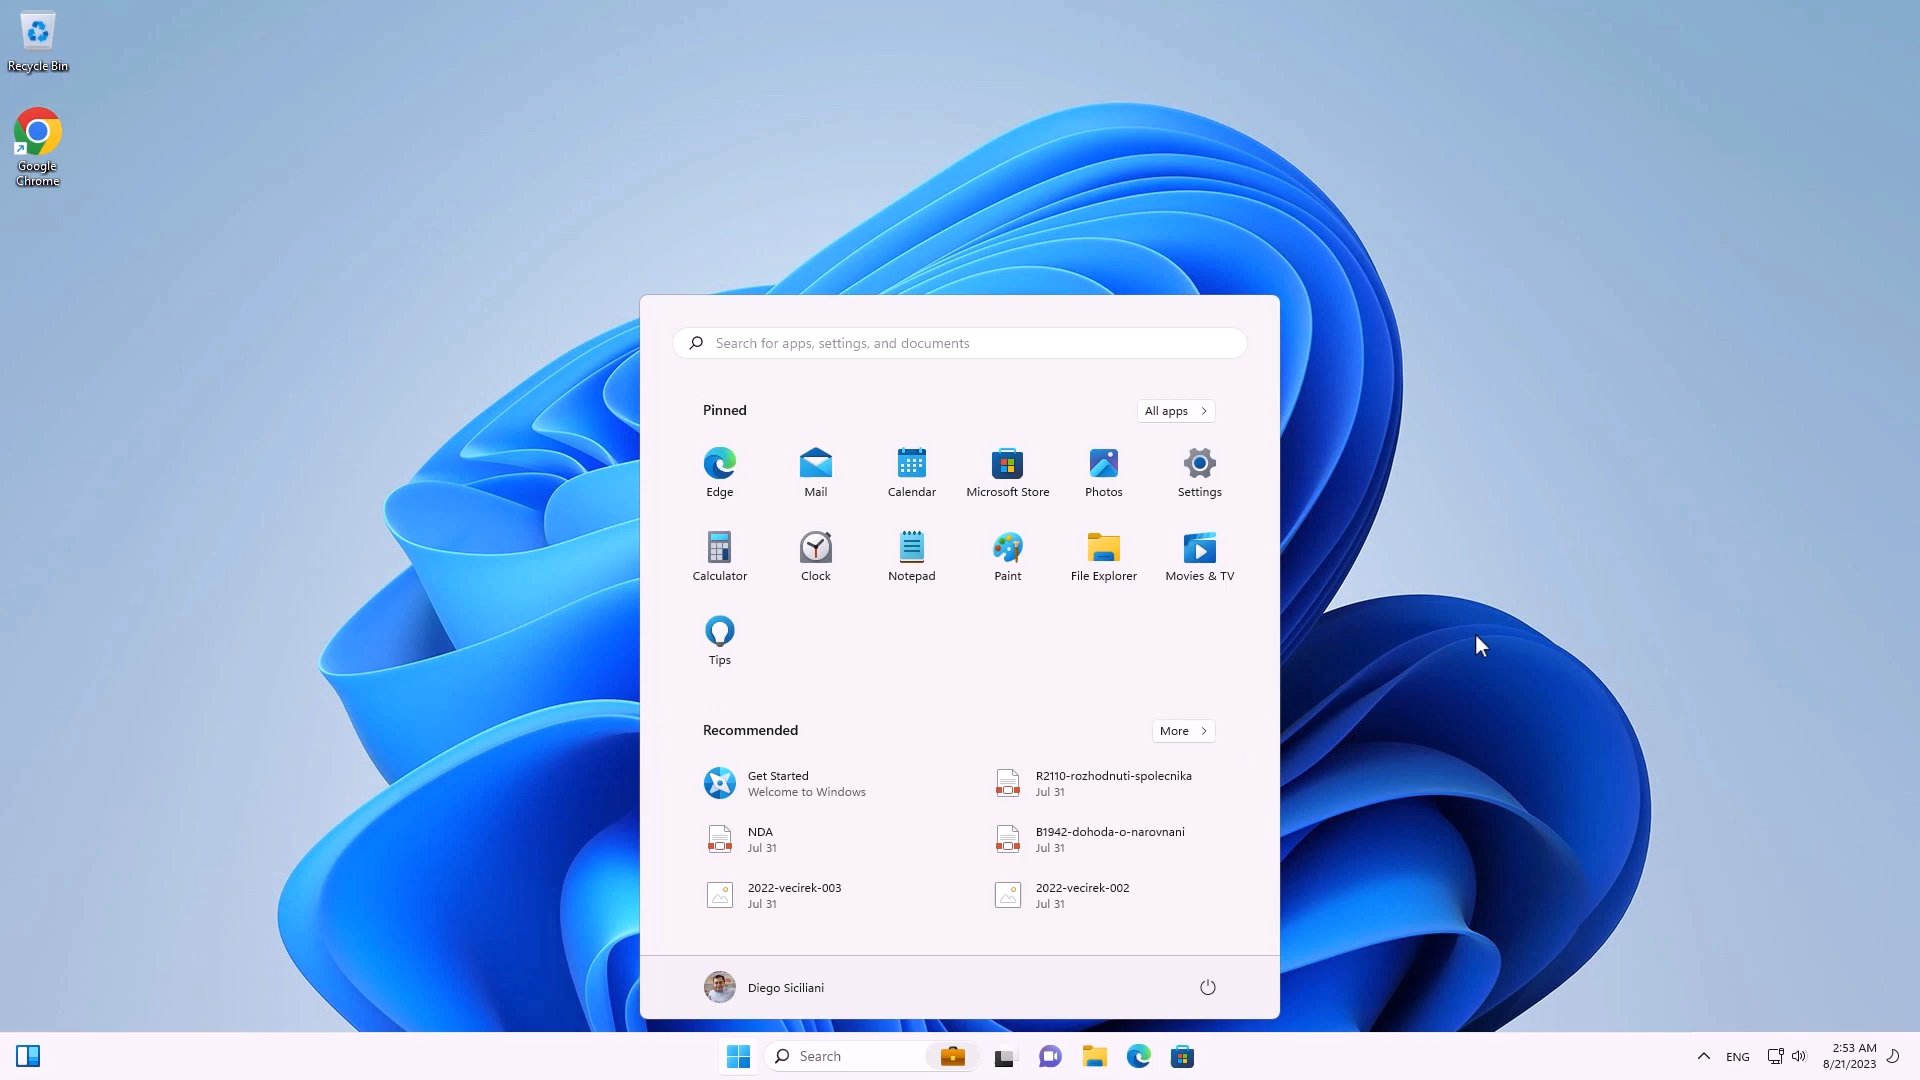 Recycle Bin
Google
Chrome
Search for apps, settings, and documents
Pinned
All apps
Edge
Mail
Calendar
Microsoft Store
Photos
Settings
Calculator
Clock
Notepad
Paint
File Explorer
Movies & TV
Tips
Recommended
More
Get Started
Welcome to Windows
R2110-rozhodnuti-spolecnika
Jul 31
NDA
Jul 31
B1942-dohoda-o-narovnani
Jul 31
2022-vecirek-003
Jul 31
2022-vecirek-002
Jul 31
Diego Siciliani
Search
ENG
2:53 AM
8/21/2023